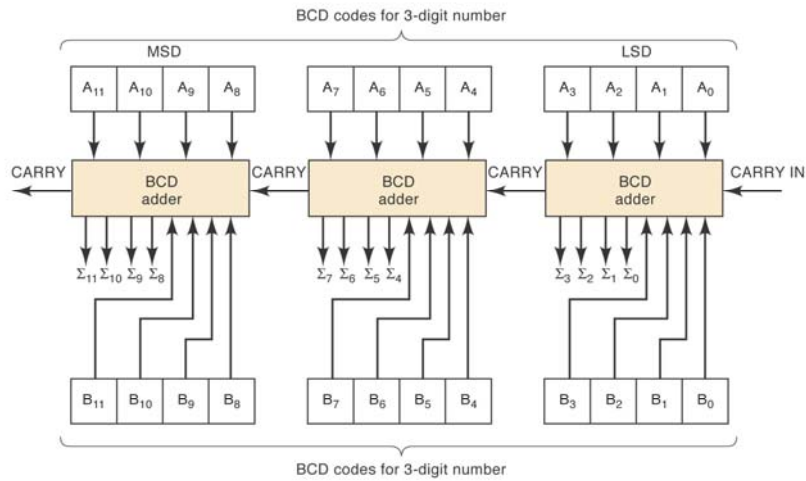 BCD codes for 3-digit number
MSD LSD
A₁₁ A₁₀ A₉ A₈ A₇ A₆ A₅ A₄ A₃ A₂ A₁ A₀
CARRY BCD adder CARRY BCD adder CARRY BCD adder CARRY IN
Σ₁₁ Σ₁₀ Σ₉ Σ₈ Σ₇ Σ₆ Σ₅ Σ₄ Σ₃ Σ₂ Σ₁ Σ₀
B₁₁ B₁₀ B₉ B₈ B₇ B₆ B₅ B₄ B₃ B₂ B₁ B₀
BCD codes for 3-digit number